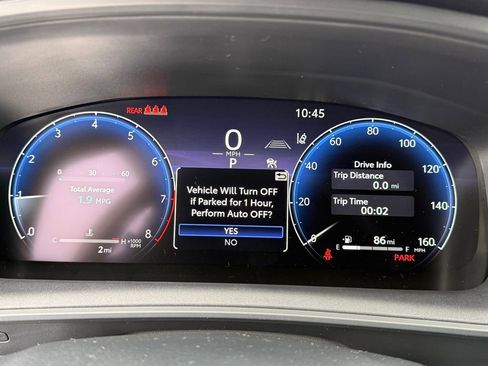 REAR
10:45
0
MPH
P
0 30 60
Total Average
1.9 MPG
0 1 2 3 4 5 6 7 8
x1000
RPM
C H
2 mi
Vehicle Will Turn OFF
if Parked for 1 Hour,
Perform Auto OFF?
YES
NO
0 20 40 60 80 100 120 140 160
MPH
Drive Info
Trip Distance
0.0 mi
Trip Time
00:02
86 mi
E F
PARK